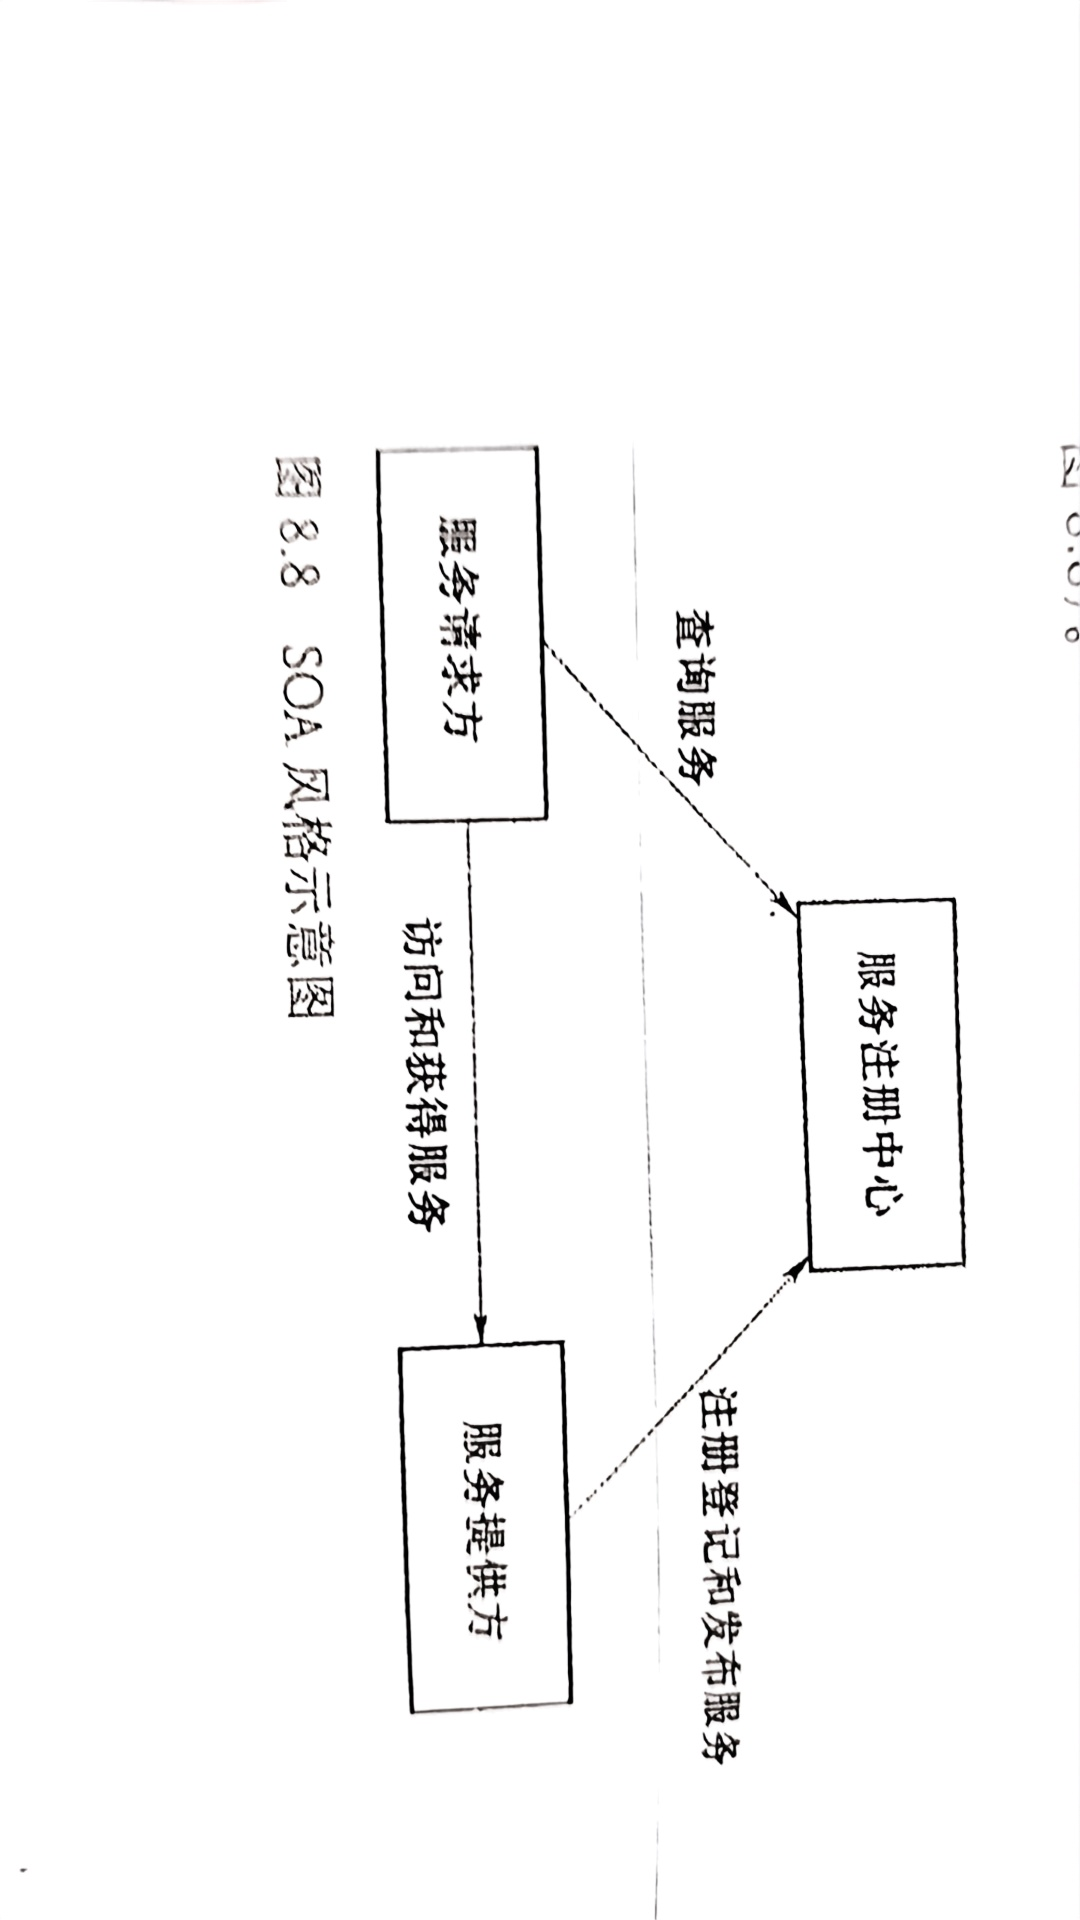 服务注册中心
查询服务
注册登记和发布服务
服务请求方
访问和获得服务
服务提供方
图 8.8 SOA 风格示意图